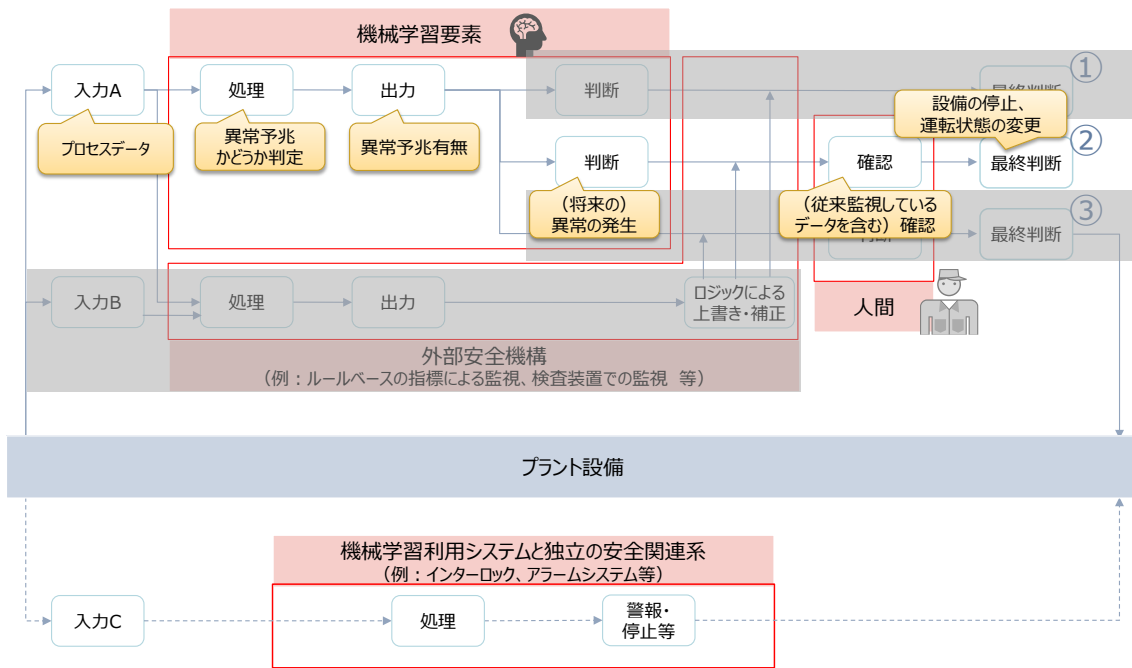 機械学習要素
入力A
処理
出力
判断
①
最終判断
プロセスデータ
異常予兆
かどうか判定
異常予兆有無
設備の停止、
運転状態の変更
②
判断
確認
最終判断
(将来の)
異常の発生
(従来監視している
データを含む)確認
③
判断
最終判断
入力B
処理
出力
ロジックによる
上書き・補正
人間
外部安全機構
(例:ルールベースの指標による監視、検査装置での監視 等)
プラント設備
機械学習利用システムと独立の安全関連系
(例:インターロック、アラームシステム等)
入力C
処理
警報・
停止等